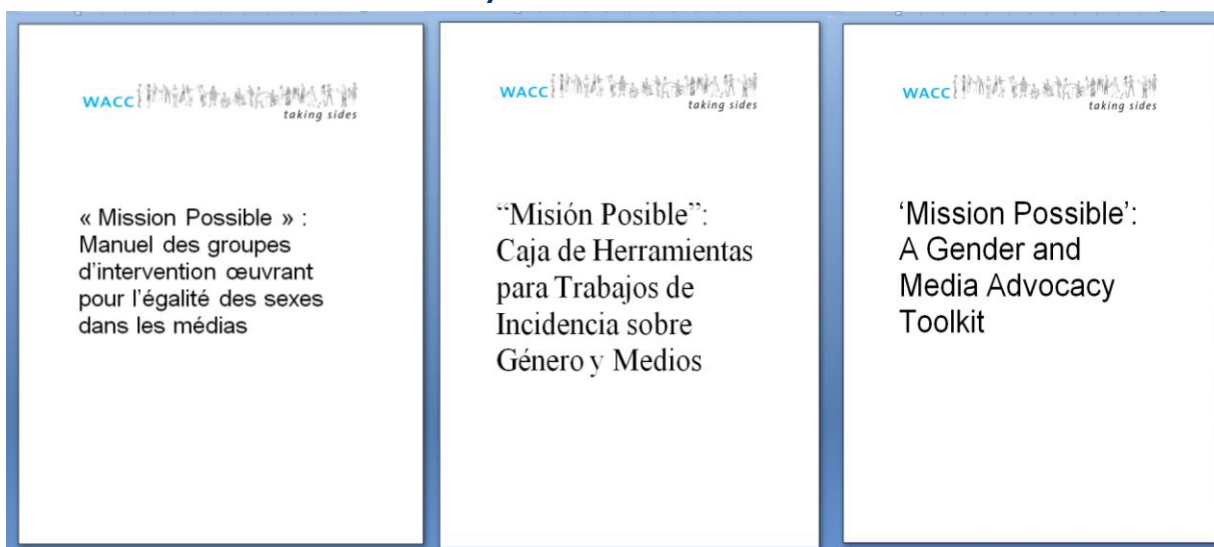 WACC
taking sides
« Mission Possible » :
Manuel des groupes
d’intervention œuvrant
pour l’égalité des sexes
dans les médias
WACC
taking sides
“Misión Posible”:
Caja de Herramientas
para Trabajos de
Incidencia sobre
Género y Medios
WACC
taking sides
‘Mission Possible’:
A Gender and
Media Advocacy
Toolkit